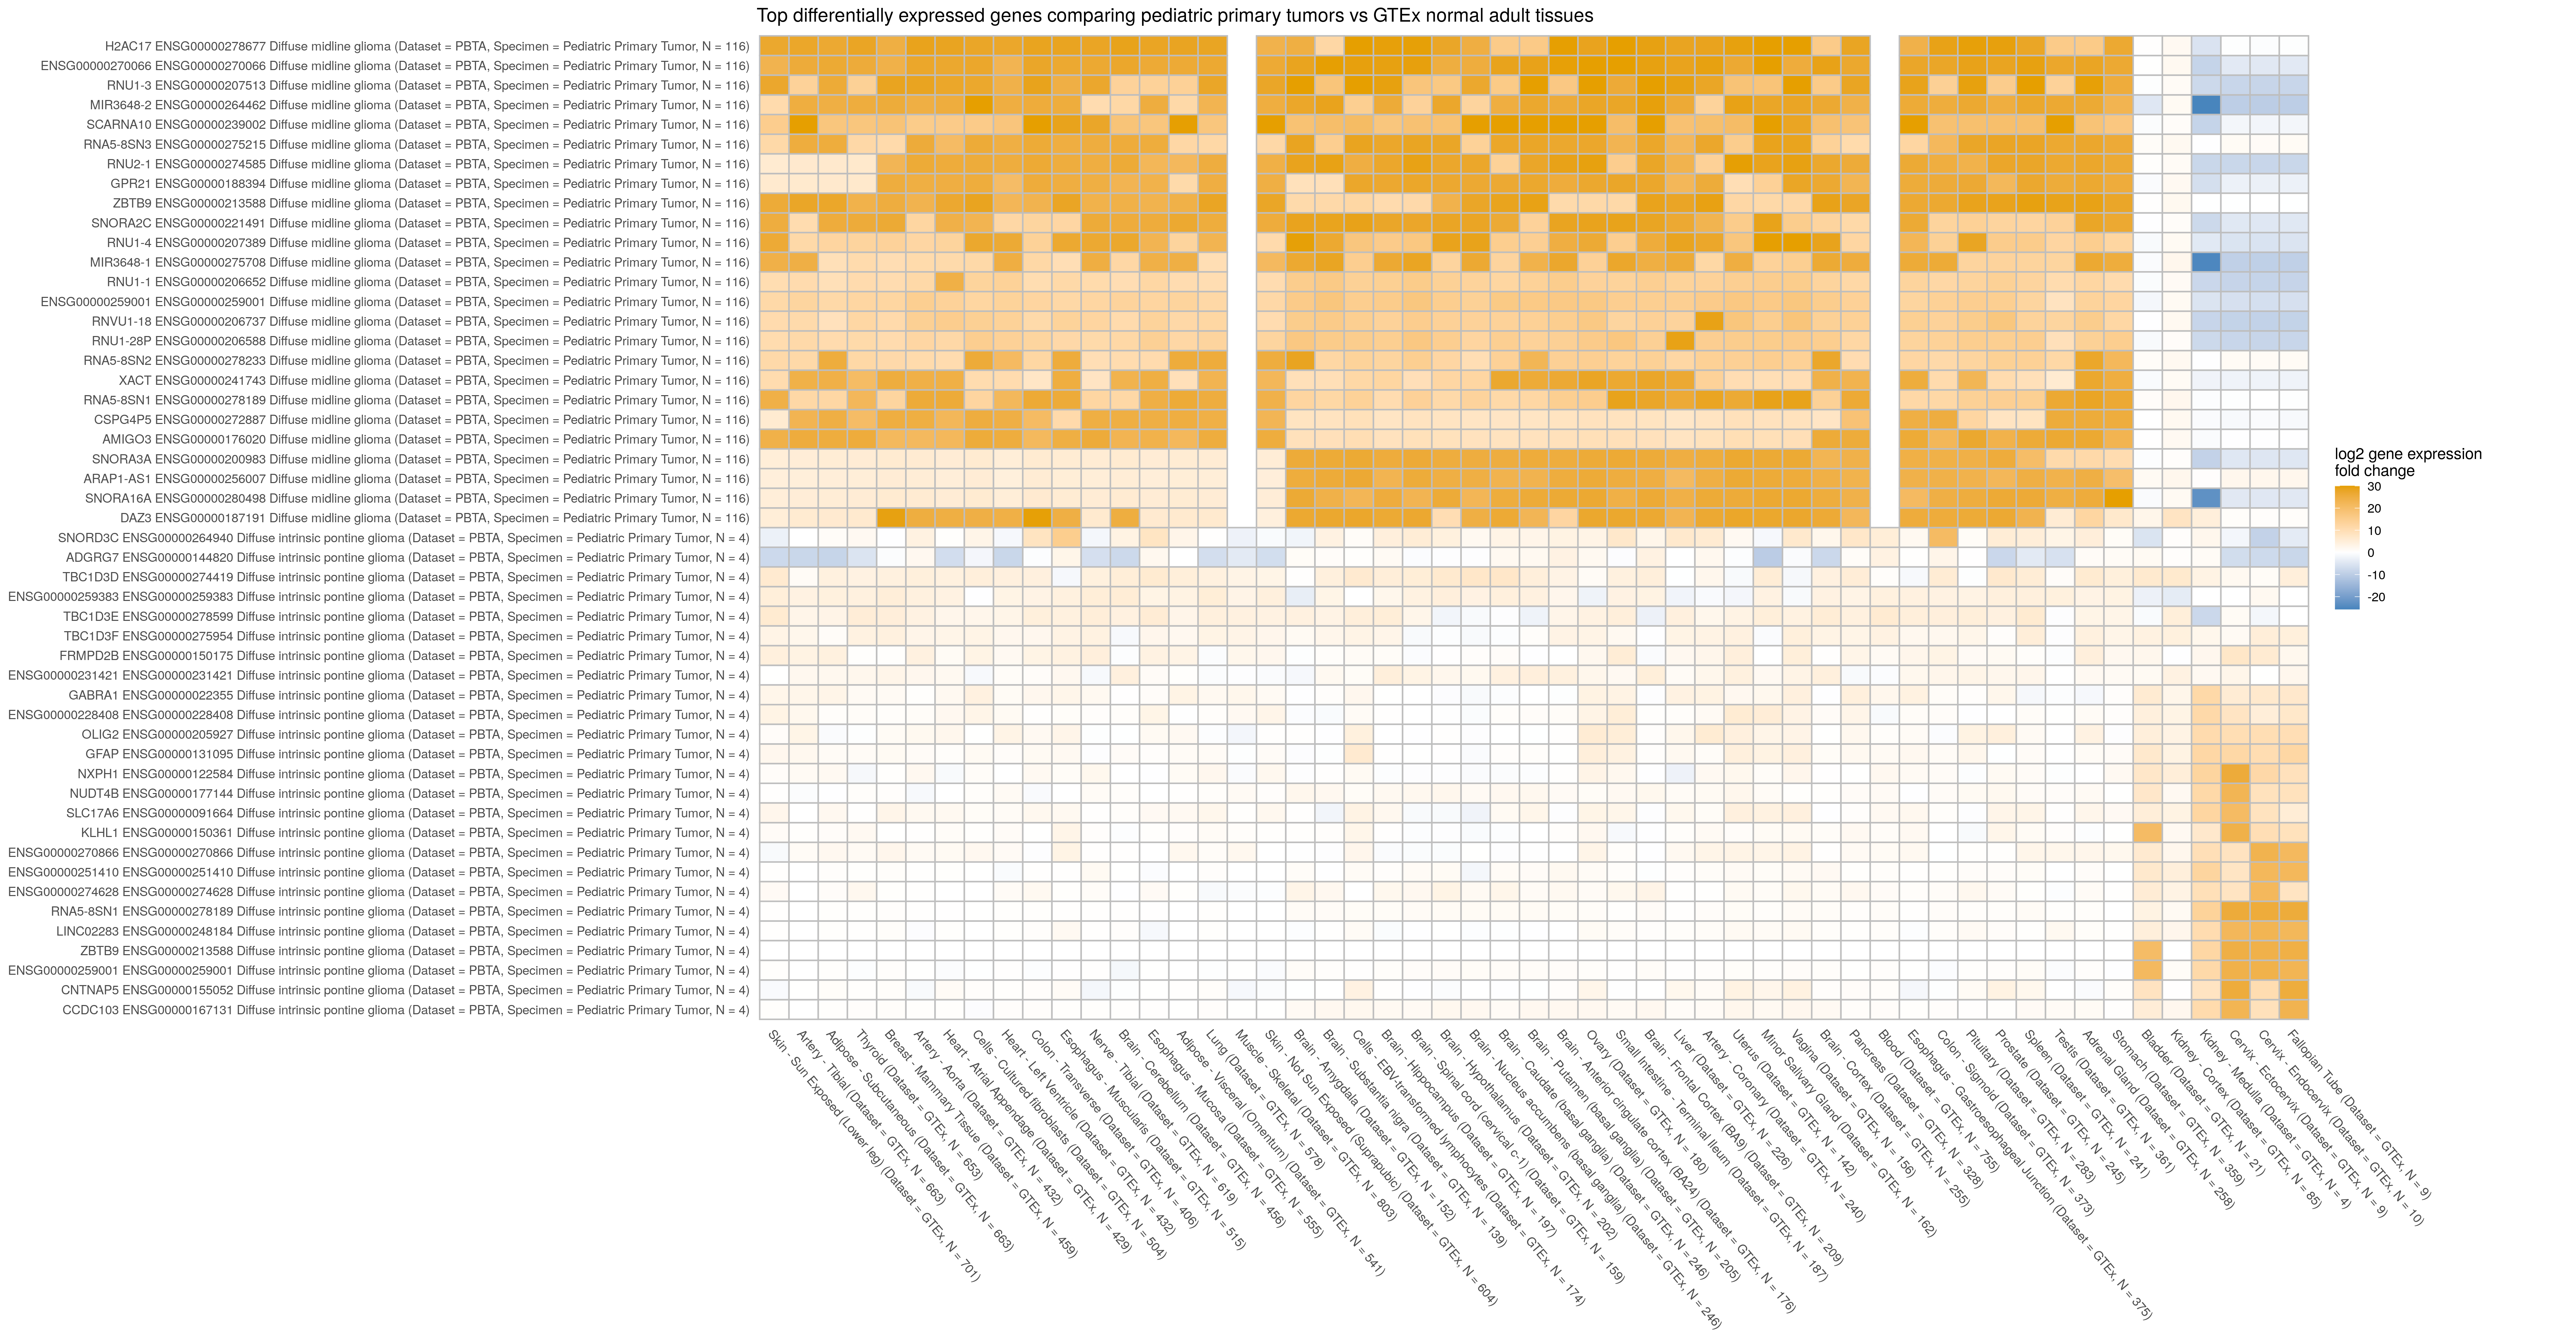 Top differentially expressed genes comparing pediatric primary tumors vs GTEx normal adult tissues
H2AC17 ENSG00000278677 Diffuse midline glioma (Dataset = PBTA, Specimen = Pediatric Primary Tumor, N = 116)
ENSG00000270066 ENSG00000270066 Diffuse midline glioma (Dataset = PBTA, Specimen = Pediatric Primary Tumor, N = 116)
RNU1-3 ENSG00000207513 Diffuse midline glioma (Dataset = PBTA, Specimen = Pediatric Primary Tumor, N = 116)
MIR3648-2 ENSG00000264462 Diffuse midline glioma (Dataset = PBTA, Specimen = Pediatric Primary Tumor, N = 116)
SCARNA10 ENSG00000239002 Diffuse midline glioma (Dataset = PBTA, Specimen = Pediatric Primary Tumor, N = 116)
RNA5-8SN3 ENSG00000275215 Diffuse midline glioma (Dataset = PBTA, Specimen = Pediatric Primary Tumor, N = 116)
RNU2-1 ENSG00000274585 Diffuse midline glioma (Dataset = PBTA, Specimen = Pediatric Primary Tumor, N = 116)
GPR21 ENSG00000188394 Diffuse midline glioma (Dataset = PBTA, Specimen = Pediatric Primary Tumor, N = 116)
ZBTB9 ENSG00000213588 Diffuse midline glioma (Dataset = PBTA, Specimen = Pediatric Primary Tumor, N = 116)
SNORA2C ENSG00000221491 Diffuse midline glioma (Dataset = PBTA, Specimen = Pediatric Primary Tumor, N = 116)
RNU1-4 ENSG00000207389 Diffuse midline glioma (Dataset = PBTA, Specimen = Pediatric Primary Tumor, N = 116)
MIR3648-1 ENSG00000275708 Diffuse midline glioma (Dataset = PBTA, Specimen = Pediatric Primary Tumor, N = 116)
RNU1-1 ENSG00000206652 Diffuse midline glioma (Dataset = PBTA, Specimen = Pediatric Primary Tumor, N = 116)
ENSG00000259001 ENSG00000259001 Diffuse midline glioma (Dataset = PBTA, Specimen = Pediatric Primary Tumor, N = 116)
RNVU1-18 ENSG00000206737 Diffuse midline glioma (Dataset = PBTA, Specimen = Pediatric Primary Tumor, N = 116)
RNU1-28P ENSG00000206588 Diffuse midline glioma (Dataset = PBTA, Specimen = Pediatric Primary Tumor, N = 116)
RNA5-8SN2 ENSG00000278233 Diffuse midline glioma (Dataset = PBTA, Specimen = Pediatric Primary Tumor, N = 116)
XACT ENSG00000241743 Diffuse midline glioma (Dataset = PBTA, Specimen = Pediatric Primary Tumor, N = 116)
RNA5-8SN1 ENSG00000278189 Diffuse midline glioma (Dataset = PBTA, Specimen = Pediatric Primary Tumor, N = 116)
CSPG4P5 ENSG00000272887 Diffuse midline glioma (Dataset = PBTA, Specimen = Pediatric Primary Tumor, N = 116)
AMIGO3 ENSG00000176020 Diffuse midline glioma (Dataset = PBTA, Specimen = Pediatric Primary Tumor, N = 116)
SNORA3A ENSG00000200983 Diffuse midline glioma (Dataset = PBTA, Specimen = Pediatric Primary Tumor, N = 116)
ARAP1-AS1 ENSG00000256007 Diffuse midline glioma (Dataset = PBTA, Specimen = Pediatric Primary Tumor, N = 116)
SNORA16A ENSG00000280498 Diffuse midline glioma (Dataset = PBTA, Specimen = Pediatric Primary Tumor, N = 116)
DAZ3 ENSG00000187191 Diffuse midline glioma (Dataset = PBTA, Specimen = Pediatric Primary Tumor, N = 116)
SNORD3C ENSG00000264940 Diffuse intrinsic pontine glioma (Dataset = PBTA, Specimen = Pediatric Primary Tumor, N = 4)
ADGRG7 ENSG00000144820 Diffuse intrinsic pontine glioma (Dataset = PBTA, Specimen = Pediatric Primary Tumor, N = 4)
TBC1D3D ENSG00000274419 Diffuse intrinsic pontine glioma (Dataset = PBTA, Specimen = Pediatric Primary Tumor, N = 4)
ENSG00000259383 ENSG00000259383 Diffuse intrinsic pontine glioma (Dataset = PBTA, Specimen = Pediatric Primary Tumor, N = 4)
TBC1D3E ENSG00000278599 Diffuse intrinsic pontine glioma (Dataset = PBTA, Specimen = Pediatric Primary Tumor, N = 4)
TBC1D3F ENSG00000275954 Diffuse intrinsic pontine glioma (Dataset = PBTA, Specimen = Pediatric Primary Tumor, N = 4)
FRMPD2B ENSG00000150175 Diffuse intrinsic pontine glioma (Dataset = PBTA, Specimen = Pediatric Primary Tumor, N = 4)
ENSG00000231421 ENSG00000231421 Diffuse intrinsic pontine glioma (Dataset = PBTA, Specimen = Pediatric Primary Tumor, N = 4)
GABRA1 ENSG00000022355 Diffuse intrinsic pontine glioma (Dataset = PBTA, Specimen = Pediatric Primary Tumor, N = 4)
ENSG00000228408 ENSG00000228408 Diffuse intrinsic pontine glioma (Dataset = PBTA, Specimen = Pediatric Primary Tumor, N = 4)
OLIG2 ENSG00000205927 Diffuse intrinsic pontine glioma (Dataset = PBTA, Specimen = Pediatric Primary Tumor, N = 4)
GFAP ENSG00000131095 Diffuse intrinsic pontine glioma (Dataset = PBTA, Specimen = Pediatric Primary Tumor, N = 4)
NXPH1 ENSG00000122584 Diffuse intrinsic pontine glioma (Dataset = PBTA, Specimen = Pediatric Primary Tumor, N = 4)
NUDT4B ENSG00000177144 Diffuse intrinsic pontine glioma (Dataset = PBTA, Specimen = Pediatric Primary Tumor, N = 4)
SLC17A6 ENSG00000091664 Diffuse intrinsic pontine glioma (Dataset = PBTA, Specimen = Pediatric Primary Tumor, N = 4)
KLHL1 ENSG00000150361 Diffuse intrinsic pontine glioma (Dataset = PBTA, Specimen = Pediatric Primary Tumor, N = 4)
ENSG00000270866 ENSG00000270866 Diffuse intrinsic pontine glioma (Dataset = PBTA, Specimen = Pediatric Primary Tumor, N = 4)
ENSG00000251410 ENSG00000251410 Diffuse intrinsic pontine glioma (Dataset = PBTA, Specimen = Pediatric Primary Tumor, N = 4)
ENSG00000274628 ENSG00000274628 Diffuse intrinsic pontine glioma (Dataset = PBTA, Specimen = Pediatric Primary Tumor, N = 4)
RNA5-8SN1 ENSG00000278189 Diffuse intrinsic pontine glioma (Dataset = PBTA, Specimen = Pediatric Primary Tumor, N = 4)
LINC02283 ENSG00000248184 Diffuse intrinsic pontine glioma (Dataset = PBTA, Specimen = Pediatric Primary Tumor, N = 4)
ZBTB9 ENSG00000213588 Diffuse intrinsic pontine glioma (Dataset = PBTA, Specimen = Pediatric Primary Tumor, N = 4)
ENSG00000259001 ENSG00000259001 Diffuse intrinsic pontine glioma (Dataset = PBTA, Specimen = Pediatric Primary Tumor, N = 4)
CNTNAP5 ENSG00000155052 Diffuse intrinsic pontine glioma (Dataset = PBTA, Specimen = Pediatric Primary Tumor, N = 4)
CCDC103 ENSG00000167131 Diffuse intrinsic pontine glioma (Dataset = PBTA, Specimen = Pediatric Primary Tumor, N = 4)
Skin - Sun Exposed (Lower leg) (Dataset = GTEx, N = 701)
Artery - Tibial (Dataset = GTEx, N = 663)
Adipose - Subcutaneous (Dataset = GTEx, N = 663)
Thyroid (Dataset = GTEx, N = 653)
Breast - Mammary Tissue (Dataset = GTEx, N = 459)
Artery - Aorta (Dataset = GTEx, N = 432)
Heart - Atrial Appendage (Dataset = GTEx, N = 429)
Cells - Cultured fibroblasts (Dataset = GTEx, N = 504)
Heart - Left Ventricle (Dataset = GTEx, N = 432)
Colon - Transverse (Dataset = GTEx, N = 406)
Esophagus - Muscularis (Dataset = GTEx, N = 515)
Nerve - Tibial (Dataset = GTEx, N = 619)
Brain - Cerebellum (Dataset = GTEx, N = 456)
Esophagus - Mucosa (Dataset = GTEx, N = 555)
Adipose - Visceral (Omentum) (Dataset = GTEx, N = 541)
Lung (Dataset = GTEx, N = 578)
Muscle - Skeletal (Dataset = GTEx, N = 803)
Skin - Not Sun Exposed (Suprapubic) (Dataset = GTEx, N = 604)
Brain - Amygdala (Dataset = GTEx, N = 152)
Brain - Substantia nigra (Dataset = GTEx, N = 139)
Cells - EBV-transformed lymphocytes (Dataset = GTEx, N = 174)
Brain - Hippocampus (Dataset = GTEx, N = 197)
Brain - Spinal cord (cervical c-1) (Dataset = GTEx, N = 159)
Brain - Hypothalamus (Dataset = GTEx, N = 202)
Brain - Nucleus accumbens (basal ganglia) (Dataset = GTEx, N = 246)
Brain - Caudate (basal ganglia) (Dataset = GTEx, N = 246)
Brain - Putamen (basal ganglia) (Dataset = GTEx, N = 205)
Brain - Anterior cingulate cortex (BA24) (Dataset = GTEx, N = 176)
Ovary (Dataset = GTEx, N = 180)
Small Intestine - Terminal Ileum (Dataset = GTEx, N = 187)
Brain - Frontal Cortex (BA9) (Dataset = GTEx, N = 209)
Liver (Dataset = GTEx, N = 226)
Artery - Coronary (Dataset = GTEx, N = 240)
Uterus (Dataset = GTEx, N = 142)
Minor Salivary Gland (Dataset = GTEx, N = 162)
Vagina (Dataset = GTEx, N = 156)
Brain - Cortex (Dataset = GTEx, N = 255)
Pancreas (Dataset = GTEx, N = 328)
Blood (Dataset = GTEx, N = 755)
Esophagus - Gastroesophageal Junction (Dataset = GTEx, N = 375)
Colon - Sigmoid (Dataset = GTEx, N = 373)
Pituitary (Dataset = GTEx, N = 283)
Prostate (Dataset = GTEx, N = 245)
Spleen (Dataset = GTEx, N = 241)
Testis (Dataset = GTEx, N = 361)
Adrenal Gland (Dataset = GTEx, N = 258)
Stomach (Dataset = GTEx, N = 359)
Bladder (Dataset = GTEx, N = 21)
Kidney - Cortex (Dataset = GTEx, N = 85)
Kidney - Medulla (Dataset = GTEx, N = 4)
Cervix - Ectocervix (Dataset = GTEx, N = 9)
Cervix - Endocervix (Dataset = GTEx, N = 10)
Fallopian Tube (Dataset = GTEx, N = 9)
log2 gene expression
fold change
30
20
10
0
-10
-20